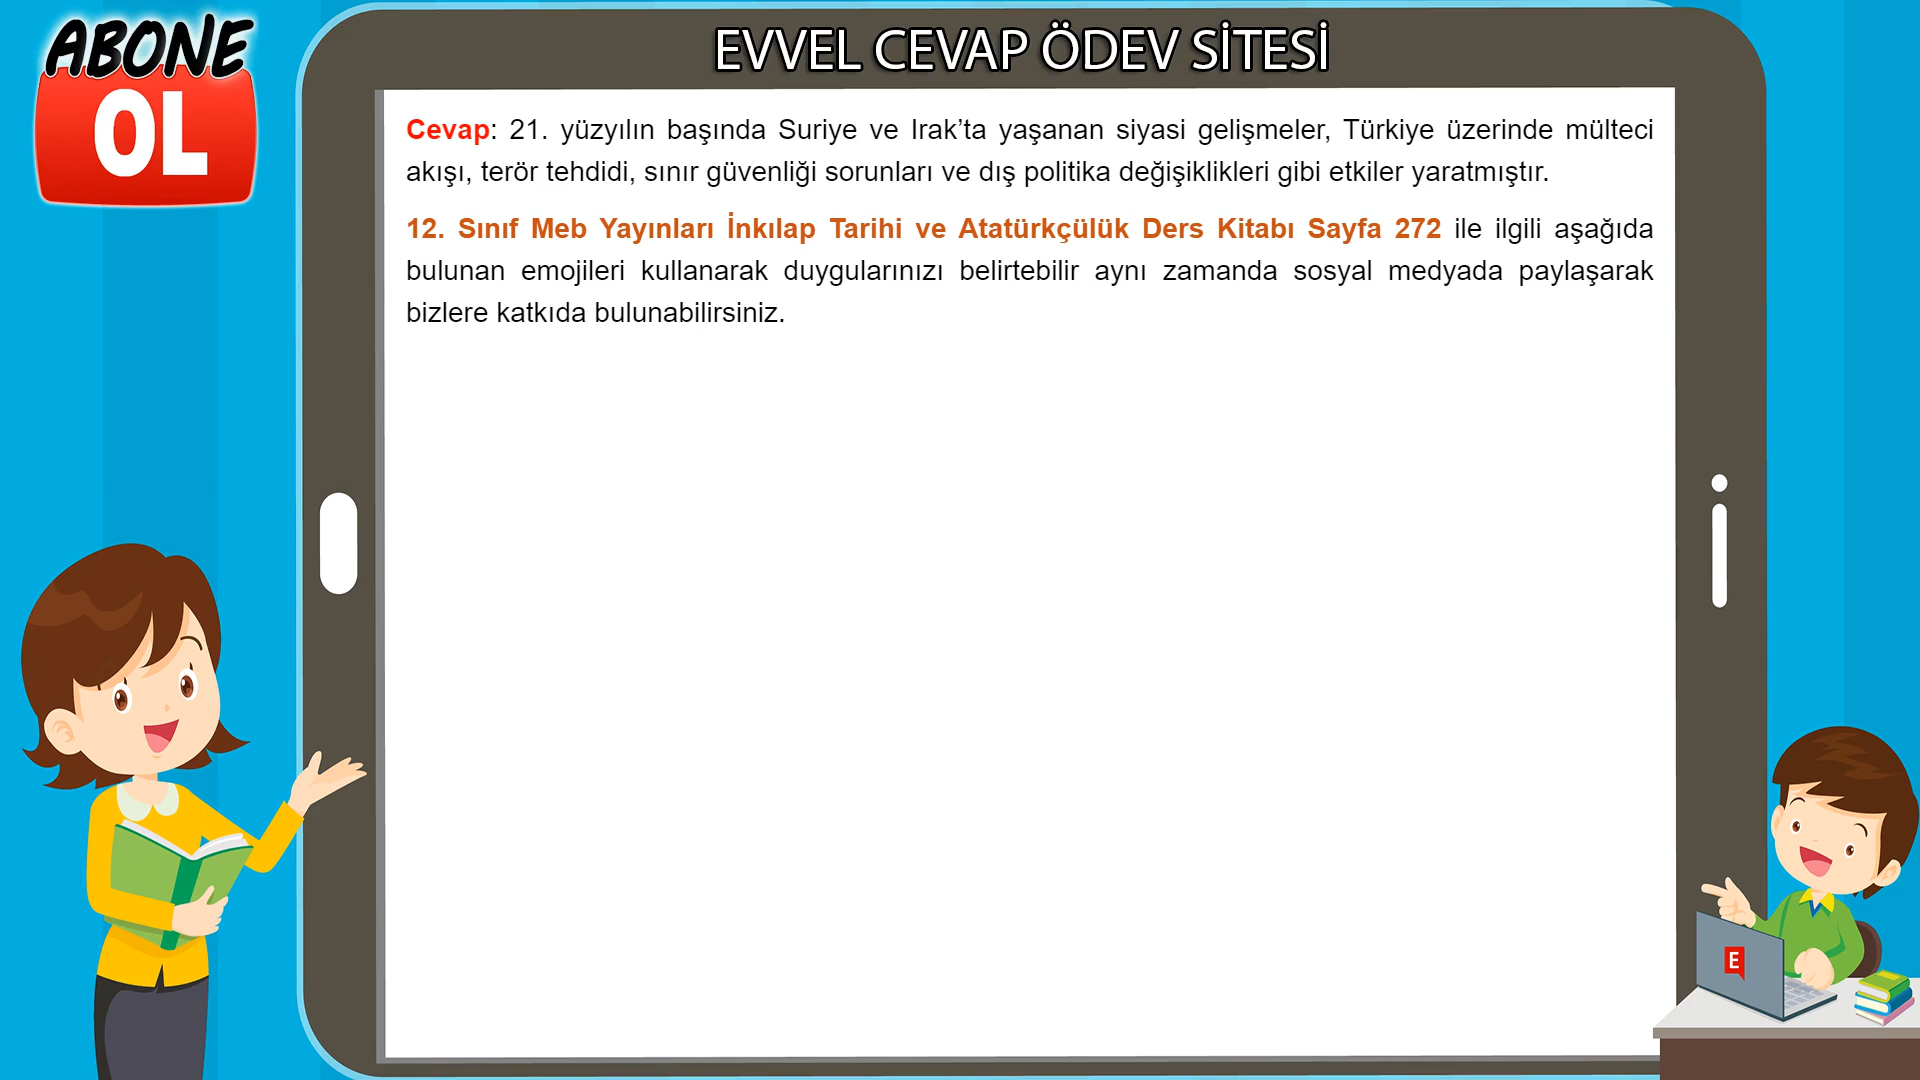 ABONE
OL
EVVEL CEVAP ÖDEV SİTESİ
Cevap: 21. yüzyılın başında Suriye ve Irak’ta yaşanan siyasi gelişmeler, Türkiye üzerinde mülteci
akışı, terör tehdidi, sınır güvenliği sorunları ve dış politika değişiklikleri gibi etkiler yaratmıştır.
12. Sınıf Meb Yayınları İnkılap Tarihi ve Atatürkçülük Ders Kitabı Sayfa 272 ile ilgili aşağıda
bulunan emojileri kullanarak duygularınızı belirtebilir aynı zamanda sosyal medyada paylaşarak
bizlere katkıda bulunabilirsiniz.
E